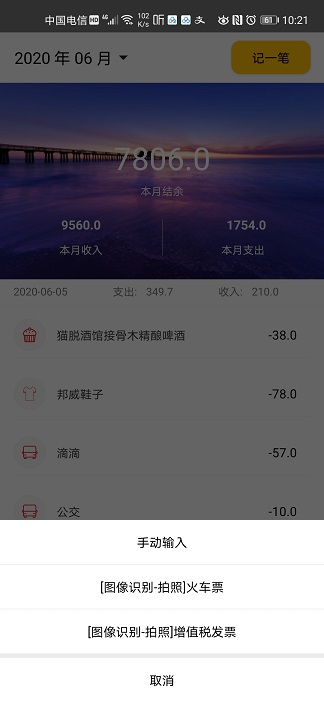 中国电信 HD 4G 102 K/s 听 支 61 10:21
2020 年 06 月 记一笔
7806.0
本月结余
9560.0 1754.0
本月收入 本月支出
2020-06-05 支出: 349.7 收入: 210.0
猫脱酒馆接骨木精酿啤酒 -38.0
邦威鞋子 -78.0
滴滴 -57.0
公交 -10.0
手动输入
[图像识别-拍照]火车票
[图像识别-拍照]增值税发票
取消